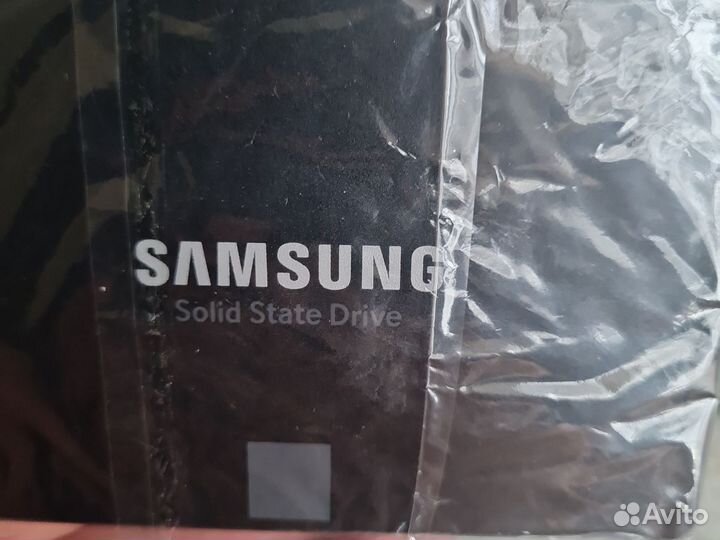 SAMSUNG
Solid State Drive
Avito